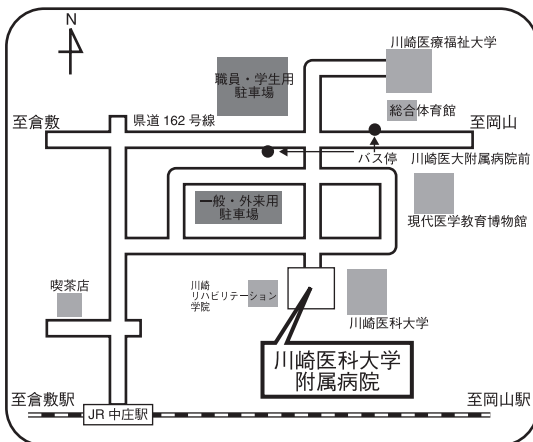 N
川崎医療福祉大学
職員・学生用
駐車場
総合体育館
至倉敷
県道162号線
至岡山
バス停
川崎医大附属病院前
一般・外来用
駐車場
現代医学教育博物館
喫茶店
川崎
リハビリテーション
学院
川崎医科大学
川崎医科大学
附属病院
至倉敷駅
至岡山駅
JR 中庄駅